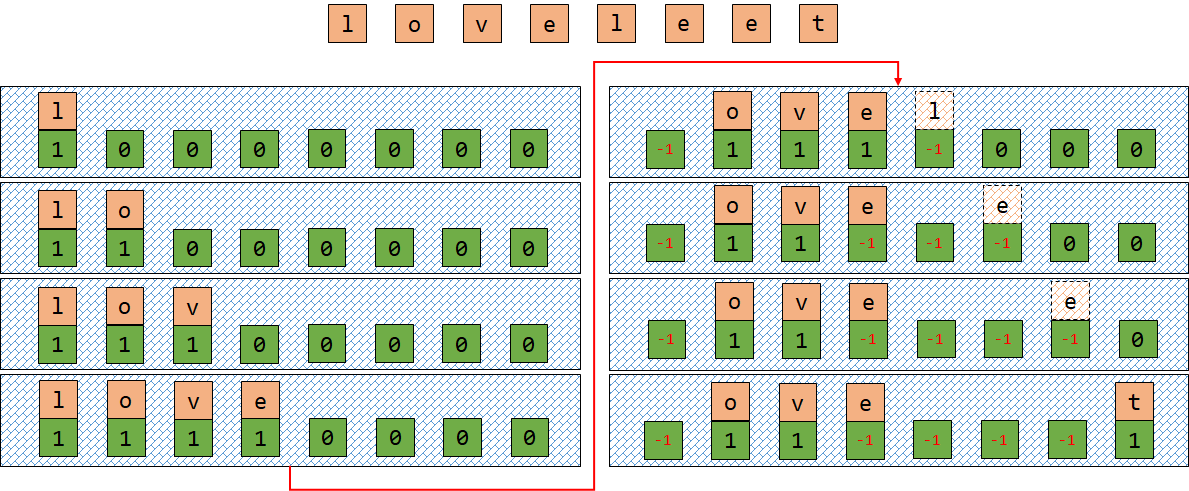 l o v e l e e t
l
1 0 0 0 0 0 0 0
l o
1 1 0 0 0 0 0 0
l o v
1 1 1 0 0 0 0 0
l o v e
1 1 1 1 0 0 0 0
o v e l
-1 1 1 1 -1 0 0 0
o v e e
-1 1 1 -1 -1 -1 0 0
o v e e
-1 1 1 -1 -1 -1 -1 0
o v e t
-1 1 1 -1 -1 -1 -1 1